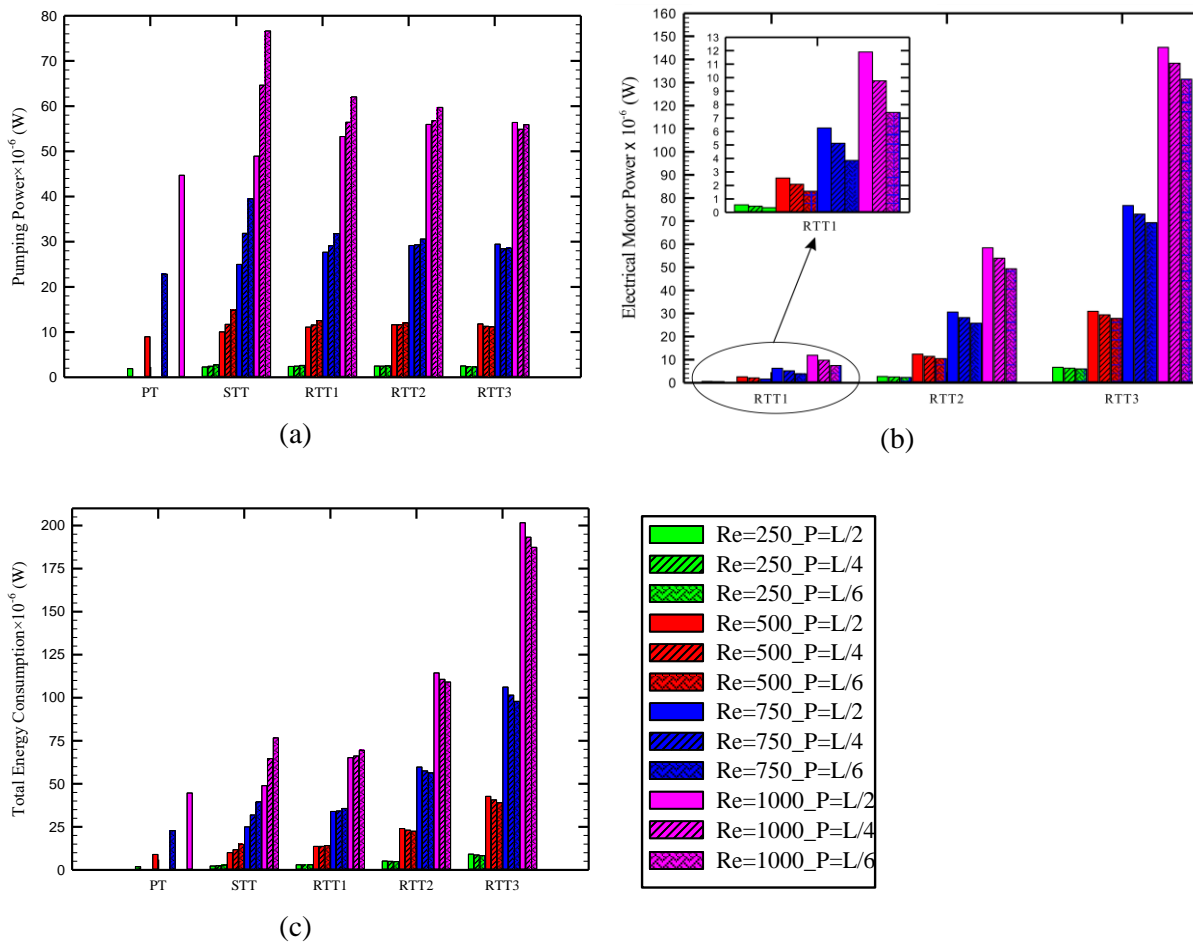 Pumping Power×10⁻⁶ (W)
80
70
60
50
40
30
20
10
0
PT STT RTT1 RTT2 RTT3
(a)
Electrical Motor Power x 10⁻⁶ (W)
160
150
140
130
120
110
100
90
80
70
60
50
40
30
20
10
0
13
12
11
10
9
8
7
6
5
4
3
2
1
0
RTT1
RTT1 RTT2 RTT3
(b)
Total Energy Consumption×10⁻⁶ (W)
200
175
150
125
100
75
50
25
0
PT STT RTT1 RTT2 RTT3
(c)
Re=250_P=L/2
Re=250_P=L/4
Re=250_P=L/6
Re=500_P=L/2
Re=500_P=L/4
Re=500_P=L/6
Re=750_P=L/2
Re=750_P=L/4
Re=750_P=L/6
Re=1000_P=L/2
Re=1000_P=L/4
Re=1000_P=L/6